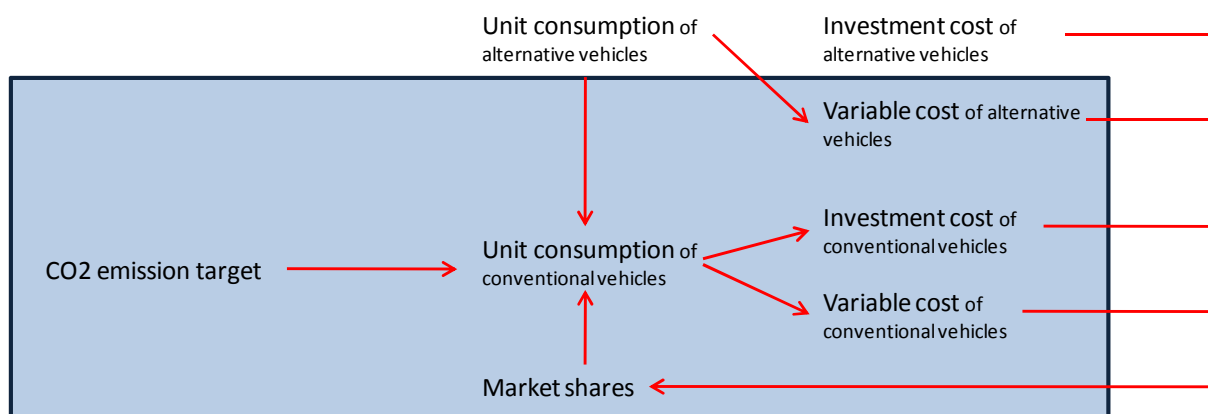 Unit consumption of
alternative vehicles
Investment cost of
alternative vehicles
Variable cost of alternative
vehicles
Investment cost of
conventional vehicles
CO2 emission target
Unit consumption of
conventional vehicles
Variable cost of
conventional vehicles
Market shares